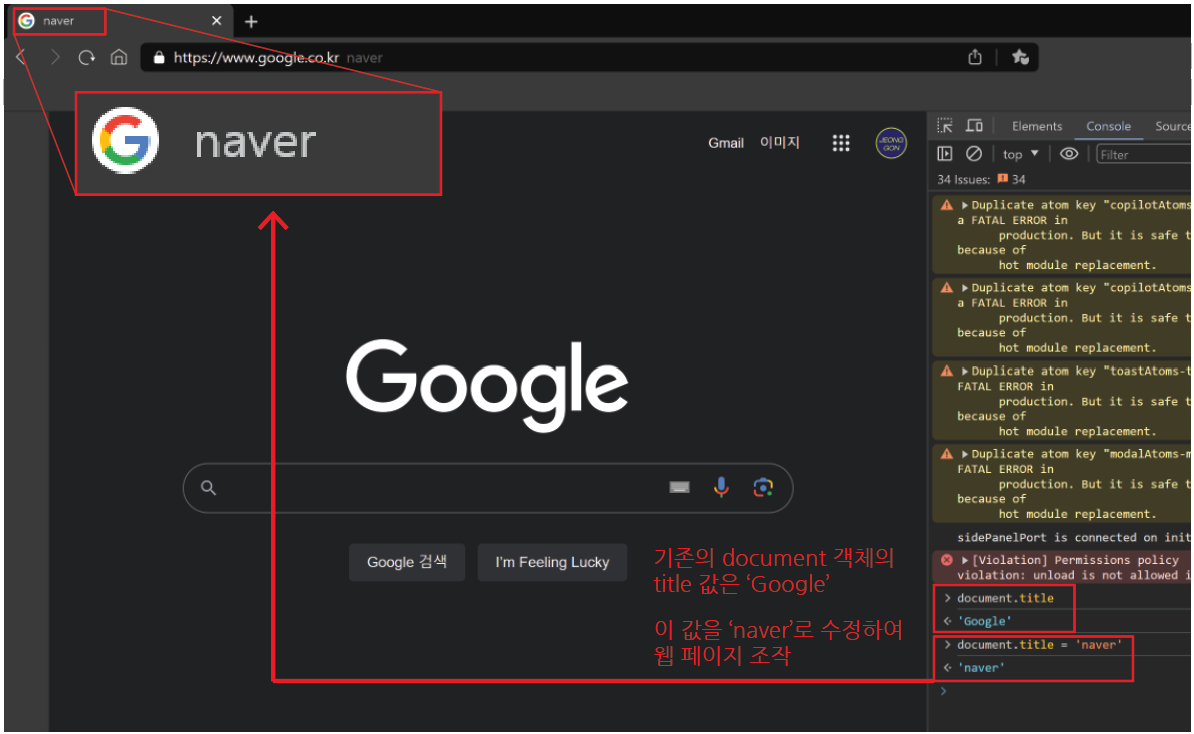 naver
https://www.google.co.kr naver
naver
Gmail 이미지
JEONG
GON
Google
Google 검색 I'm Feeling Lucky
기존의 document 객체의
title 값은 ‘Google’
이 값을 ‘naver’로 수정하여
웹 페이지 조작
Elements Console Source
top Filter
34 Issues: 34
Duplicate atom key "copilotAtoms
a FATAL ERROR in
production. But it is safe t
because of
hot module replacement.
Duplicate atom key "copilotAtoms
a FATAL ERROR in
production. But it is safe t
because of
hot module replacement.
Duplicate atom key "toastAtoms-t
FATAL ERROR in
production. But it is safe t
because of
hot module replacement.
Duplicate atom key "modalAtoms-m
FATAL ERROR in
production. But it is safe t
because of
hot module replacement.
sidePanelPort is connected on init
[Violation] Permissions policy
violation: unload is not allowed i
> document.title
'Google'
> document.title = 'naver'
'naver'